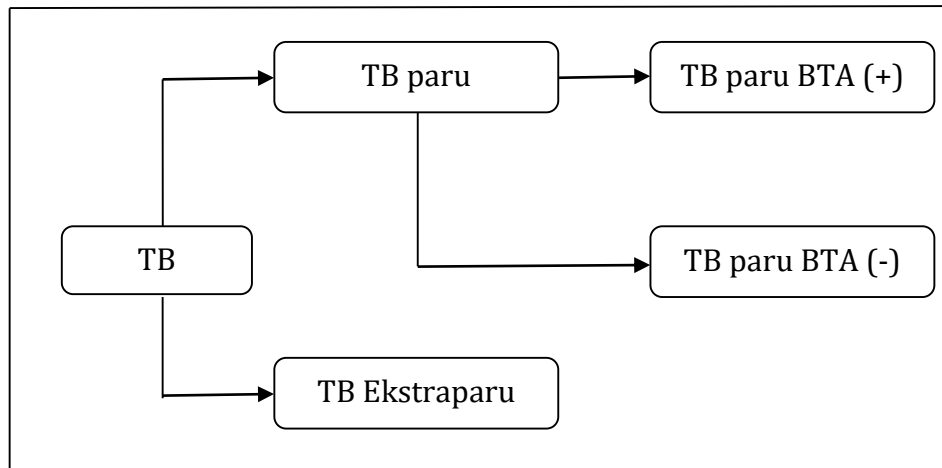 TB paru
TB paru BTA (+)
TB
TB paru BTA (-)
TB Ekstraparu